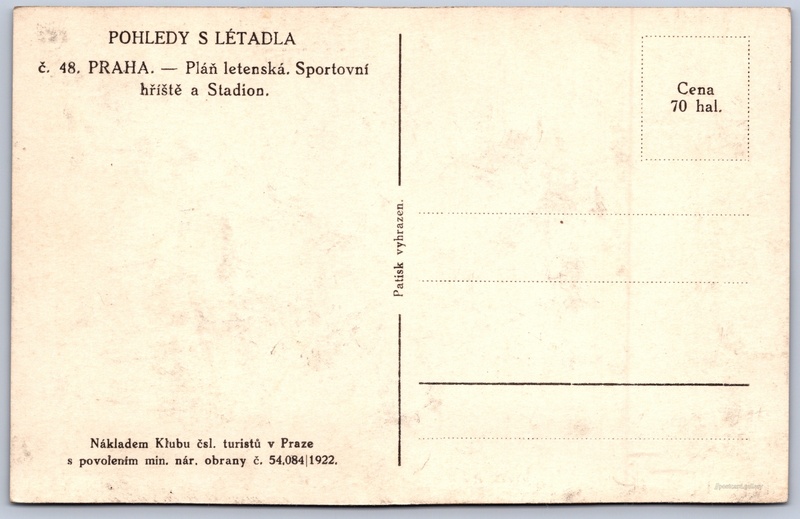 POHLEDY S LÉTADLA
č. 48. PRAHA. — Pláň letenská. Sportovní
hříště a Stadion.
Cena
70 hal.
Patisk vyhrazen.
Nákladem Klubu čsl. turistů v Praze
s povolením min. nár. obrany č. 54,084|1922.